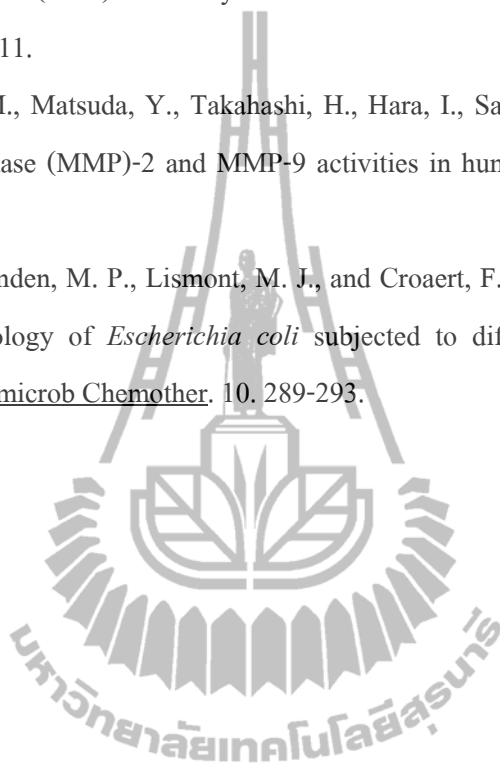 11.
M., Matsuda, Y., Takahashi, H., Hara, I., Sa
nase (MMP)-2 and MMP-9 activities in hum
nden, M. P., Lismont, M. J., and Croaert, F.
ology of Escherichia coli subjected to dif
microb Chemother. 10. 289-293.
มหาวิทยาลัยเทคโนโลยีสุรนารี